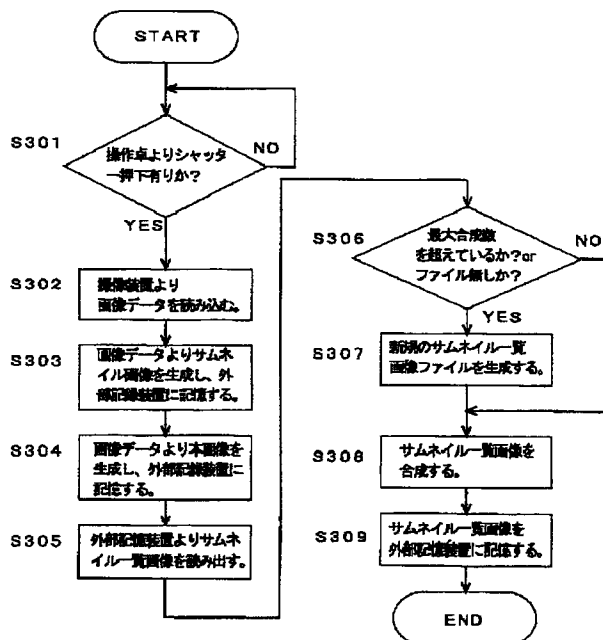 START
S301
操作卓よりシャッタ
ー押下有りか?
NO
YES
S302
撮像装置より
画像データを読み込む。
S303
画像データよりサムネ
イル画像を生成し、外
部記録装置に記憶する。
S304
画像データより本画像を
生成し、外部記録装置に
記憶する。
S305
外部記憶装置よりサムネ
イル一覧画像を読み出す。
S306
最大合成数
を超えているか?or
ファイル無しか?
NO
YES
S307
新規のサムネイル一覧
画像ファイルを生成する。
S308
サムネイル一覧画像を
合成する。
S309
サムネイル一覧画像を
外部記憶装置に記憶する。
END